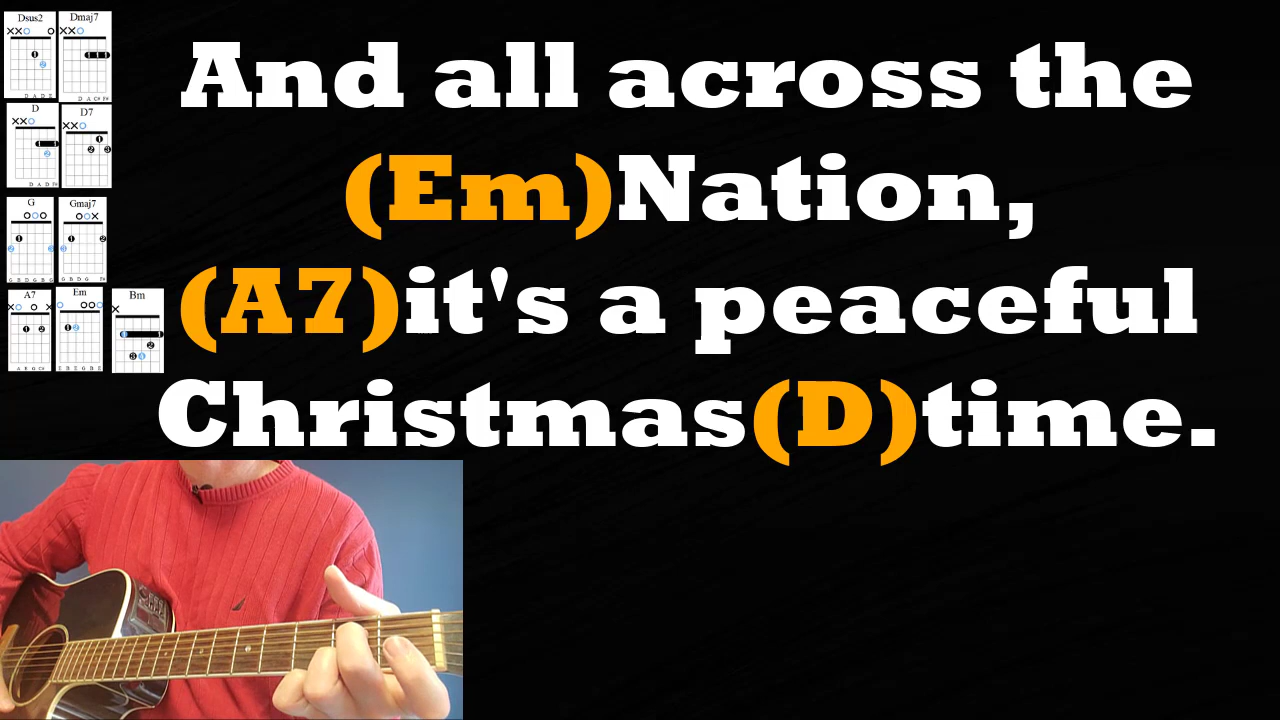 Dsus2 Dmaj7
And all across the
D D7
(Em)Nation,
G Gmaj7
(A7)it's a peaceful
A7 Em Bm
Christmas(D)time.